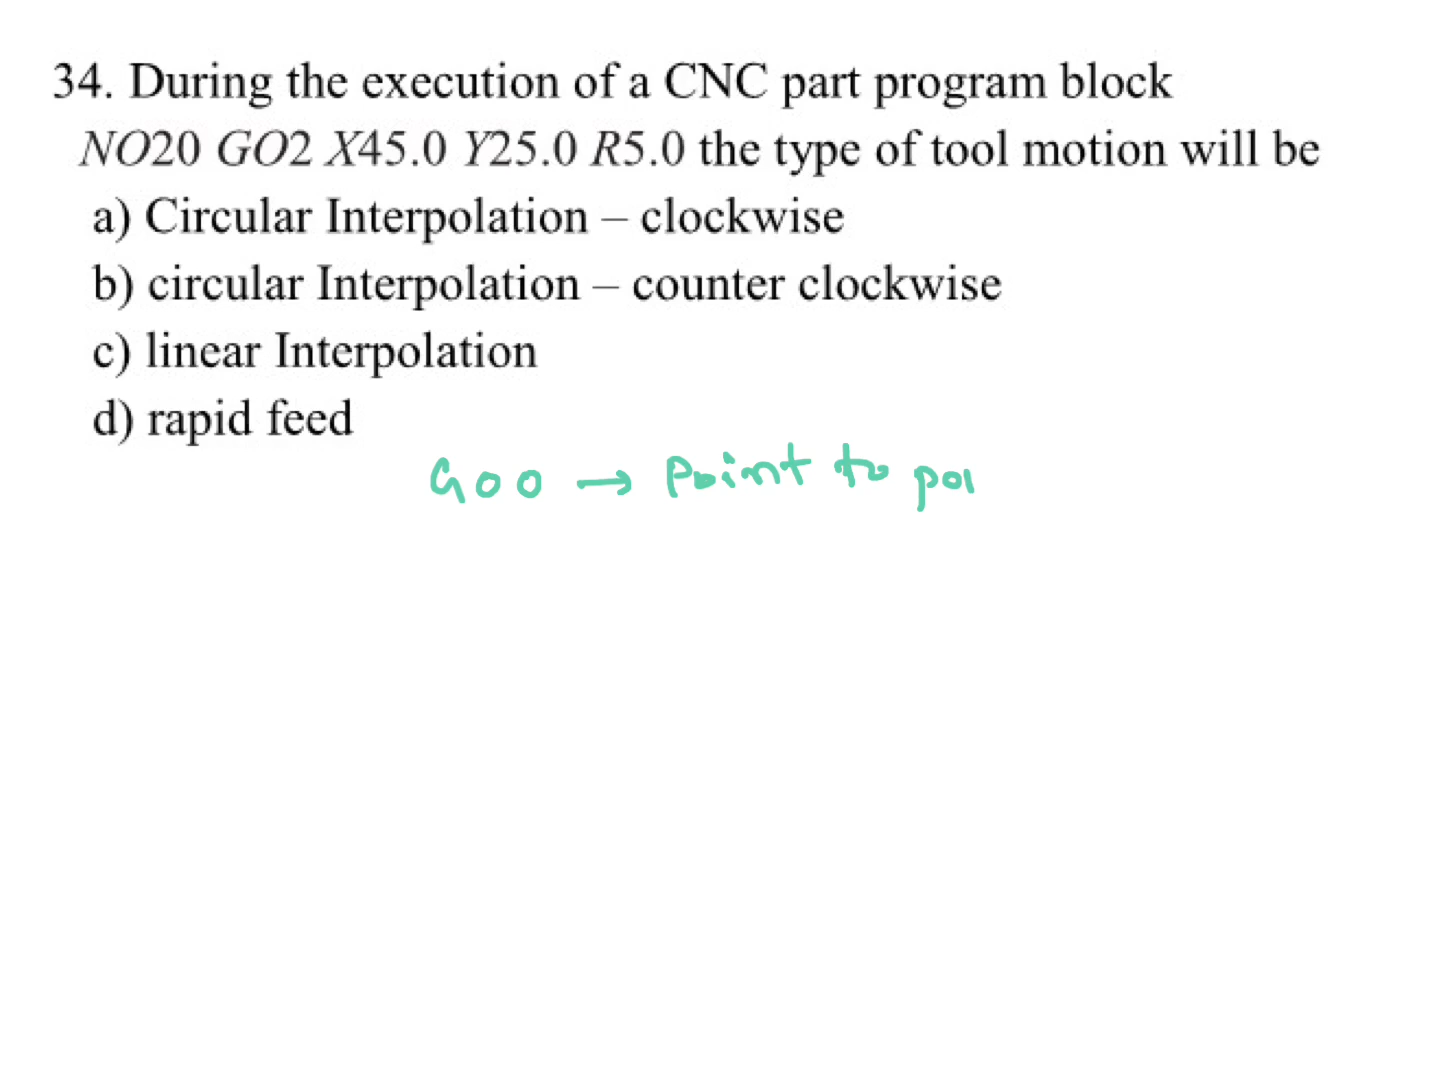 34. During the execution of a CNC part program block
NO20 GO2 X45.0 Y25.0 R5.0 the type of tool motion will be
a) Circular Interpolation – clockwise
b) circular Interpolation – counter clockwise
c) linear Interpolation
d) rapid feed
G00 → Point to poi